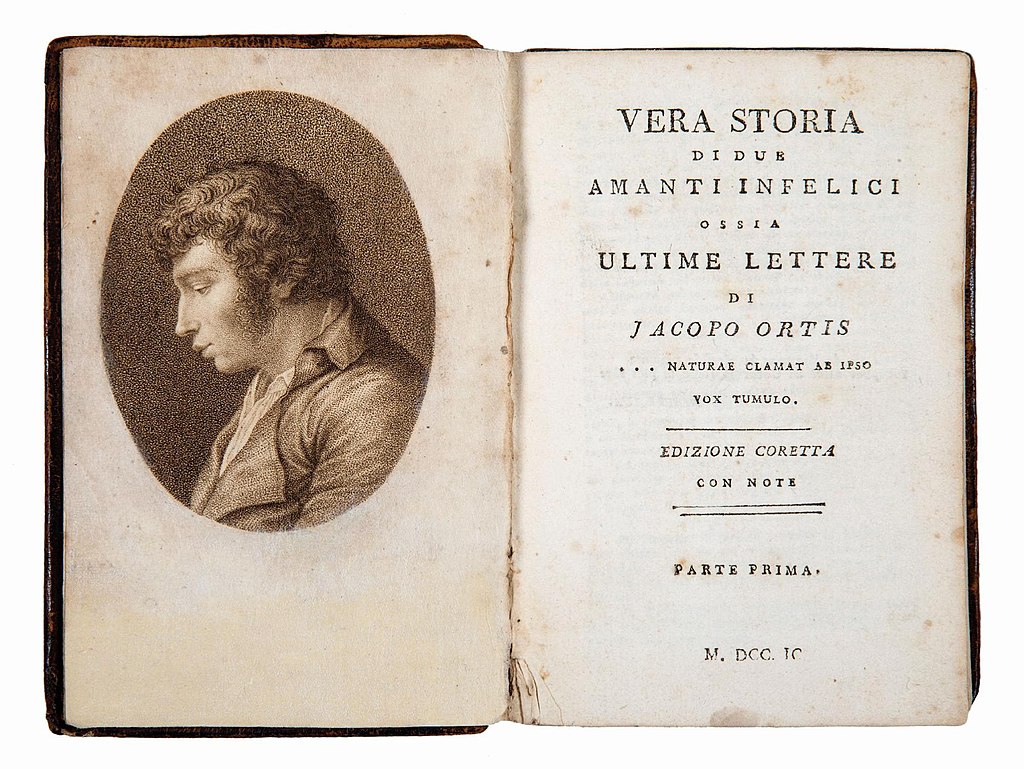 VERA STORIA
DI DUE
AMANTI INFELICI
OSSIA
ULTIME LETTERE
DI
JACOPO ORTIS
... NATURAE CLAMAT AB IPSO
VOX TUMULO.
EDIZIONE CORETTA
CON NOTE
PARTE PRIMA.
M. DCC. IC